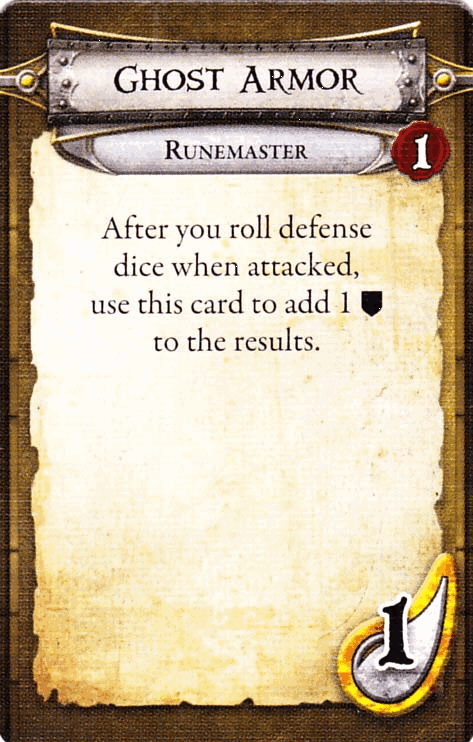 Ghost Armor
Runemaster
1
After you roll defense
dice when attacked,
use this card to add 1
to the results.
1